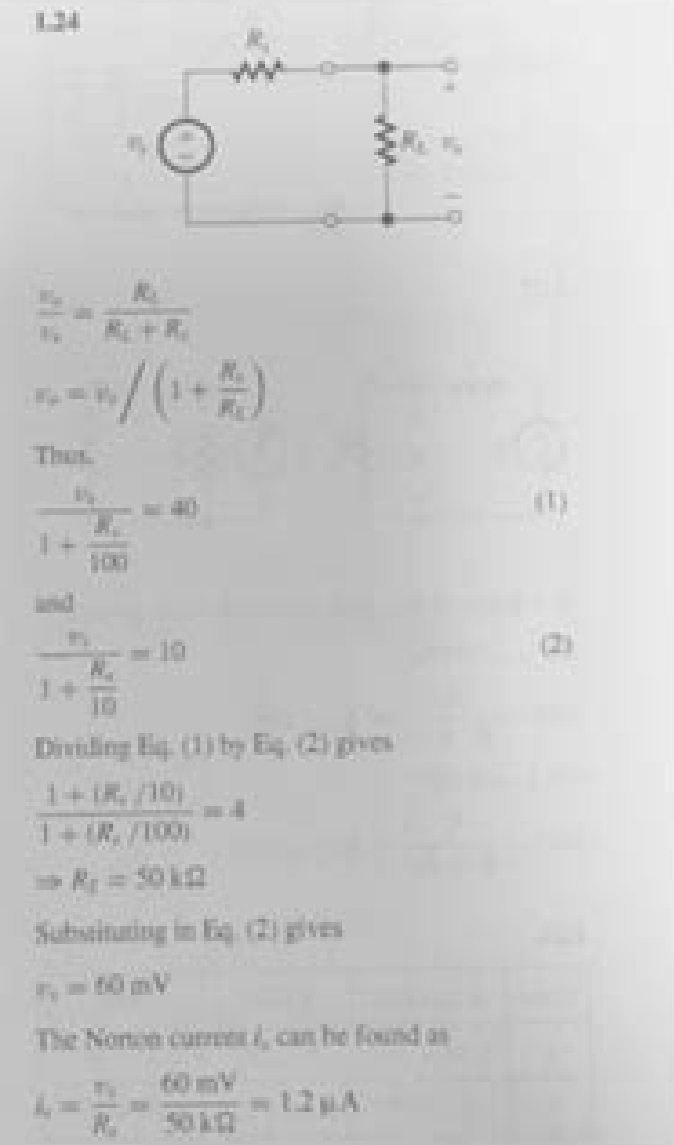 1.24
R_s
v_s
+
−
R_L v_o
+
−
v_o / v_s = R_L / (R_L + R_s)
v_o = v_s / (1 + R_s / R_L)
Thus,
v_s / (1 + R_s / 100) = 40 (1)
and
v_s / (1 + R_s / 10) = 10 (2)
Dividing Eq. (1) by Eq. (2) gives
(1 + (R_s /10)) / (1 + (R_s /100)) = 4
⇒ R_S = 50 kΩ
Substituting in Eq. (2) gives
v_s = 60 mV
The Norton current i_s can be found as
i_s = v_s / R_s = 60 mV / 50 kΩ = 1.2 μA